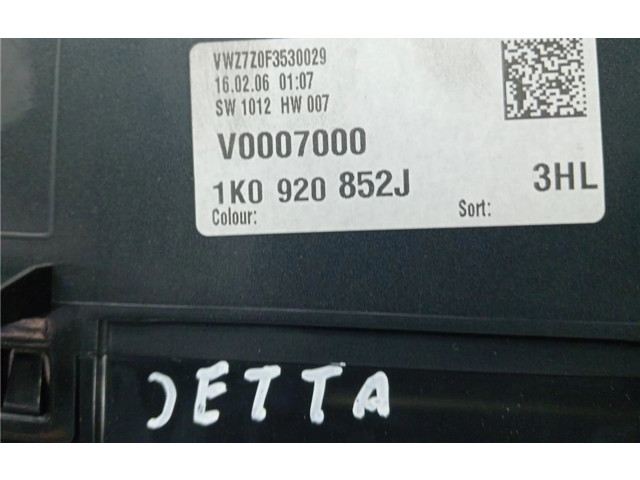 VWZ7Z0F3530029
16.02.06 01:07
SW 1012 HW 007
V0007000
1K0 920 852J 3HL
Colour: Sort:
JETTA